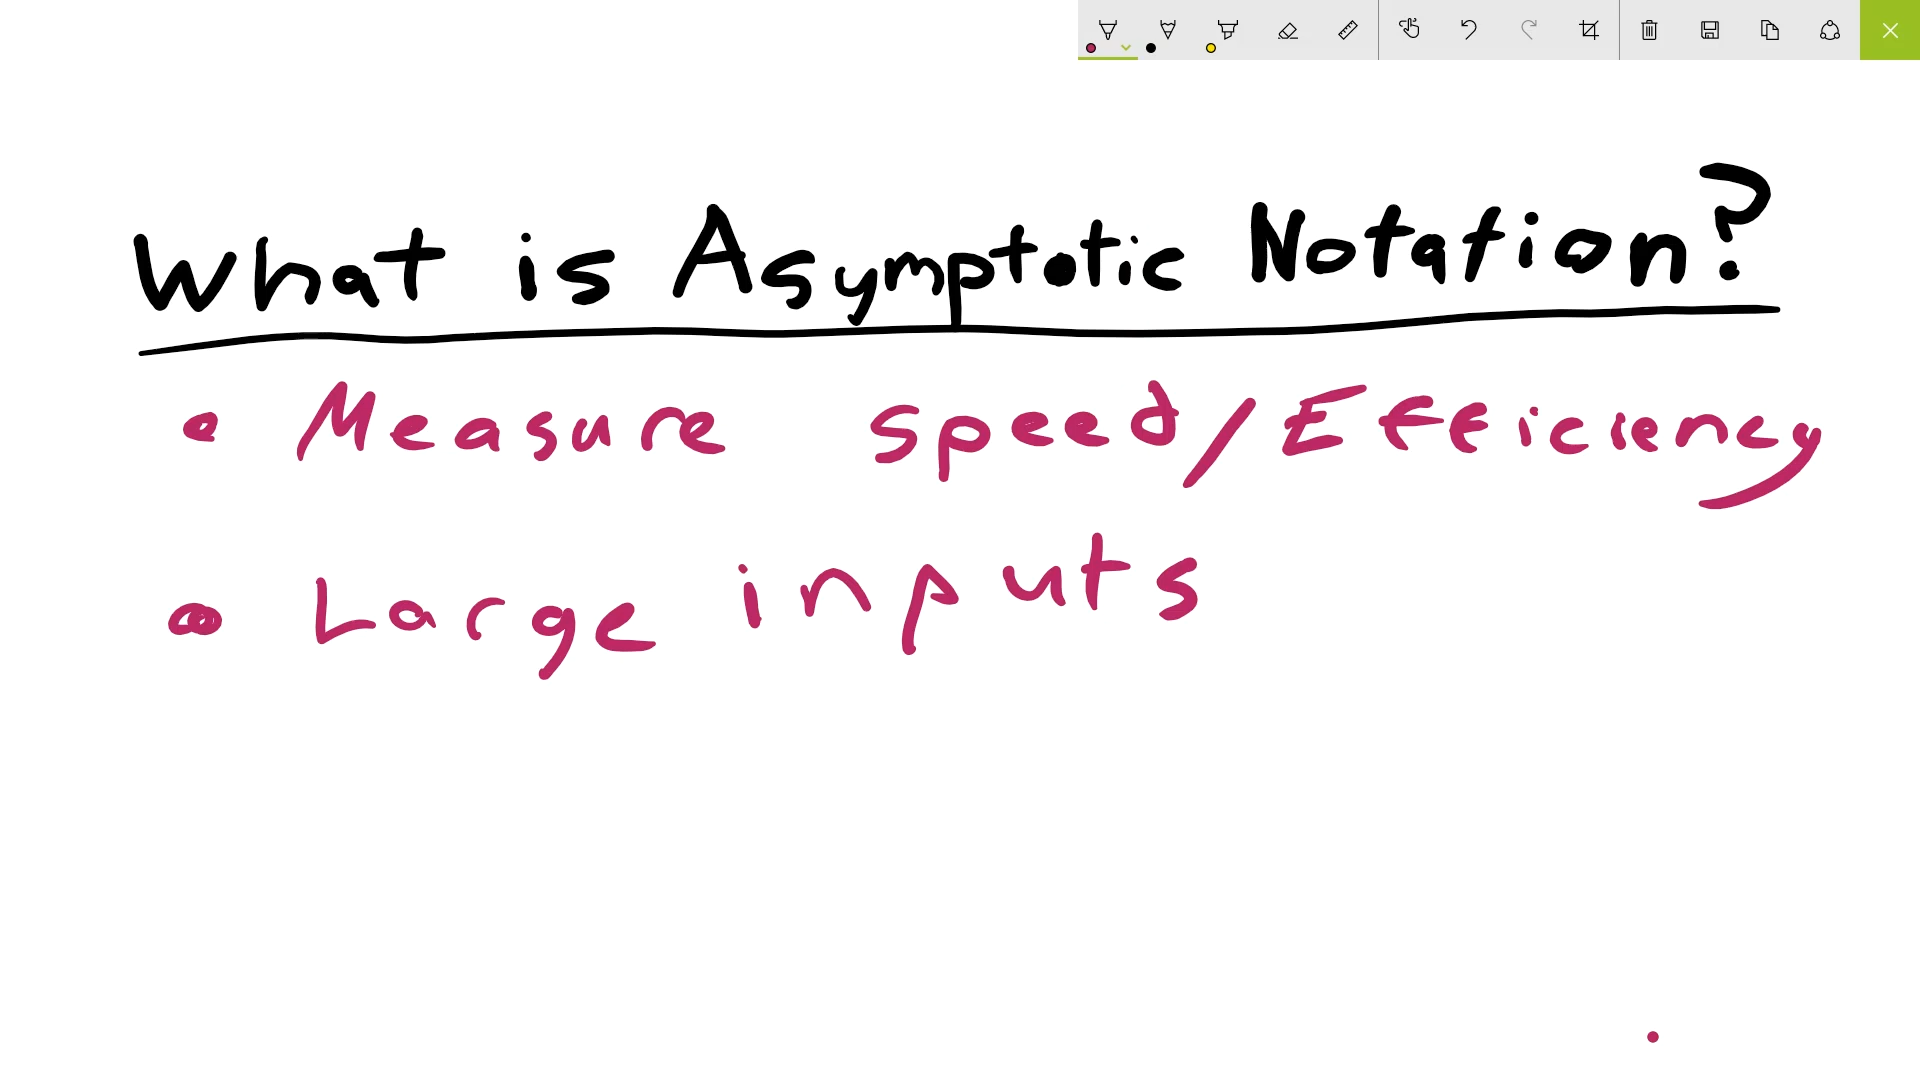 What is Asymptotic Notation?
• Measure speed/Efficiency
• Large inputs